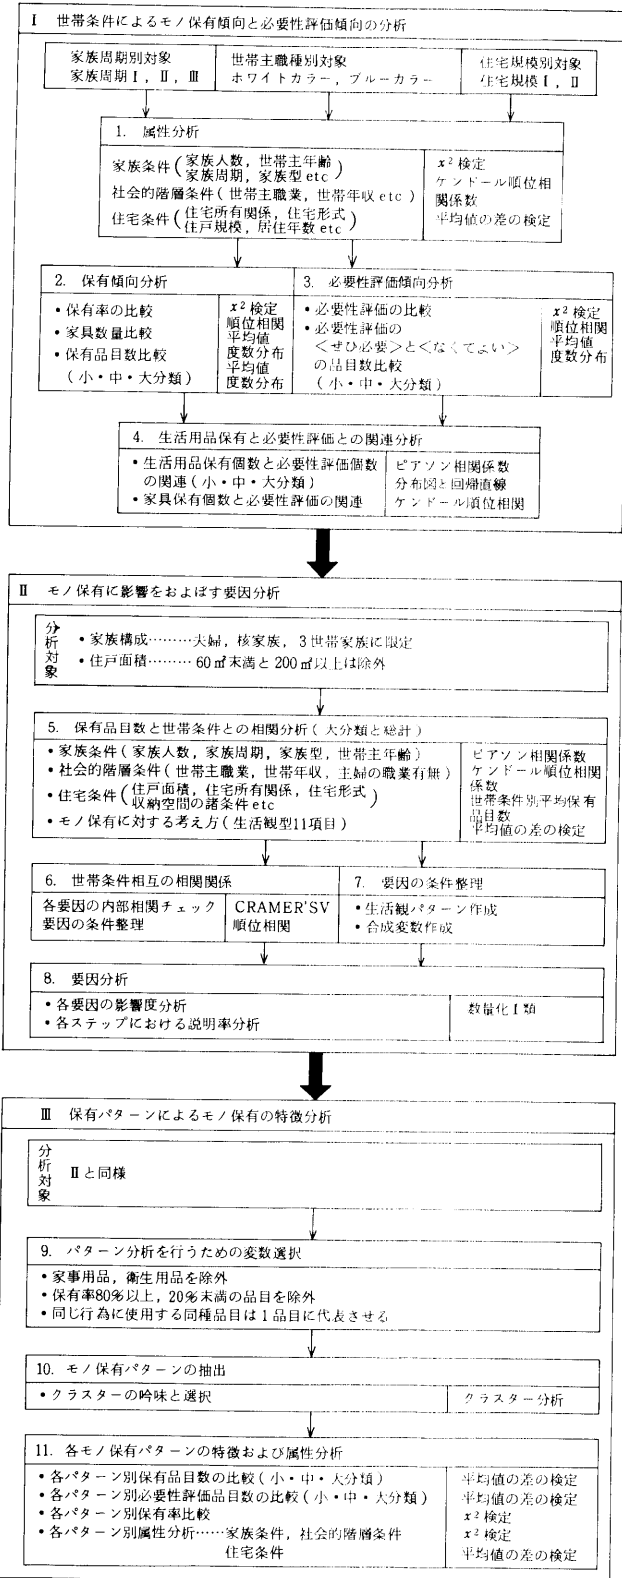 Ⅰ 世帯条件によるモノ保有傾向と必要性評価傾向の分析
家族周期別対象
家族周期Ⅰ，Ⅱ，Ⅲ
世帯主職種別対象
ホワイトカラー，ブルーカラー
住宅規模別対象
住宅規模Ⅰ，Ⅱ
1. 属性分析
家族条件（家族人数，世帯主年齢
家族周期，家族型etc）
社会的階層条件（世帯主職業，世帯年収etc）
住宅条件（住宅所有関係，住宅形式
住戸規模，居住年数etc）
x²検定
ケンドール順位相
関係数
平均値の差の検定
2. 保有傾向分析
・保有率の比較
・家具数量比較
・保有品目数比較
（小・中・大分類）
x²検定
順位相関
平均値
度数分布
平均値
度数分布
3. 必要性評価傾向分析
・必要性評価の比較
・必要性評価の
＜ぜひ必要＞と＜なくてよい＞
の品目数比較
（小・中・大分類）
x²検定
順位相関
平均値
度数分布
4. 生活用品保有と必要性評価との関連分析
・生活用品保有個数と必要性評価個数
の関連（小・中・大分類）
・家具保有個数と必要性評価の関連
ピアソン相関係数
分布図と回帰直線
ケンドール順位相関
Ⅱ モノ保有に影響をおよぼす要因分析
分析対象
・家族構成………夫婦，核家族，3世帯家族に限定
・住戸面積………60㎡未満と200㎡以上は除外
5. 保有品目数と世帯条件との相関分析（大分類と総計）
・家族条件（家族人数，家族周期，家族型，世帯主年齢）
・社会的階層条件（世帯主職業，世帯年収，主婦の職業有無）
・住宅条件（住戸面積，住宅所有関係，住宅形式
収納空間の諸条件etc）
・モノ保有に対する考え方（生活観型11項目）
ピアソン相関係数
ケンドール順位相関
係数
世帯条件別平均保有
品目数
平均値の差の検定
6. 世帯条件相互の相関関係
各要因の内部相関チェック
要因の条件整理
CRAMER'SV
順位相関
7. 要因の条件整理
・生活観パターン作成
・合成変数作成
8. 要因分析
・各要因の影響度分析
・各ステップにおける説明率分析
数量化Ⅰ類
Ⅲ 保有パターンによるモノ保有の特徴分析
分析対象
Ⅱと同様
9. パターン分析を行うための変数選択
・家事用品，衛生用品を除外
・保有率80%以上，20%未満の品目を除外
・同じ行為に使用する同種品目は1品目に代表させる
10. モノ保有パターンの抽出
・クラスターの吟味と選択
クラスター分析
11. 各モノ保有パターンの特徴および属性分析
・各パターン別保有品目数の比較（小・中・大分類）
・各パターン別必要性評価品目数の比較（小・中・大分類）
・各パターン別保有率比較
・各パターン別属性分析……家族条件，社会的階層条件
住宅条件
平均値の差の検定
平均値の差の検定
x²検定
x²検定
平均値の差の検定